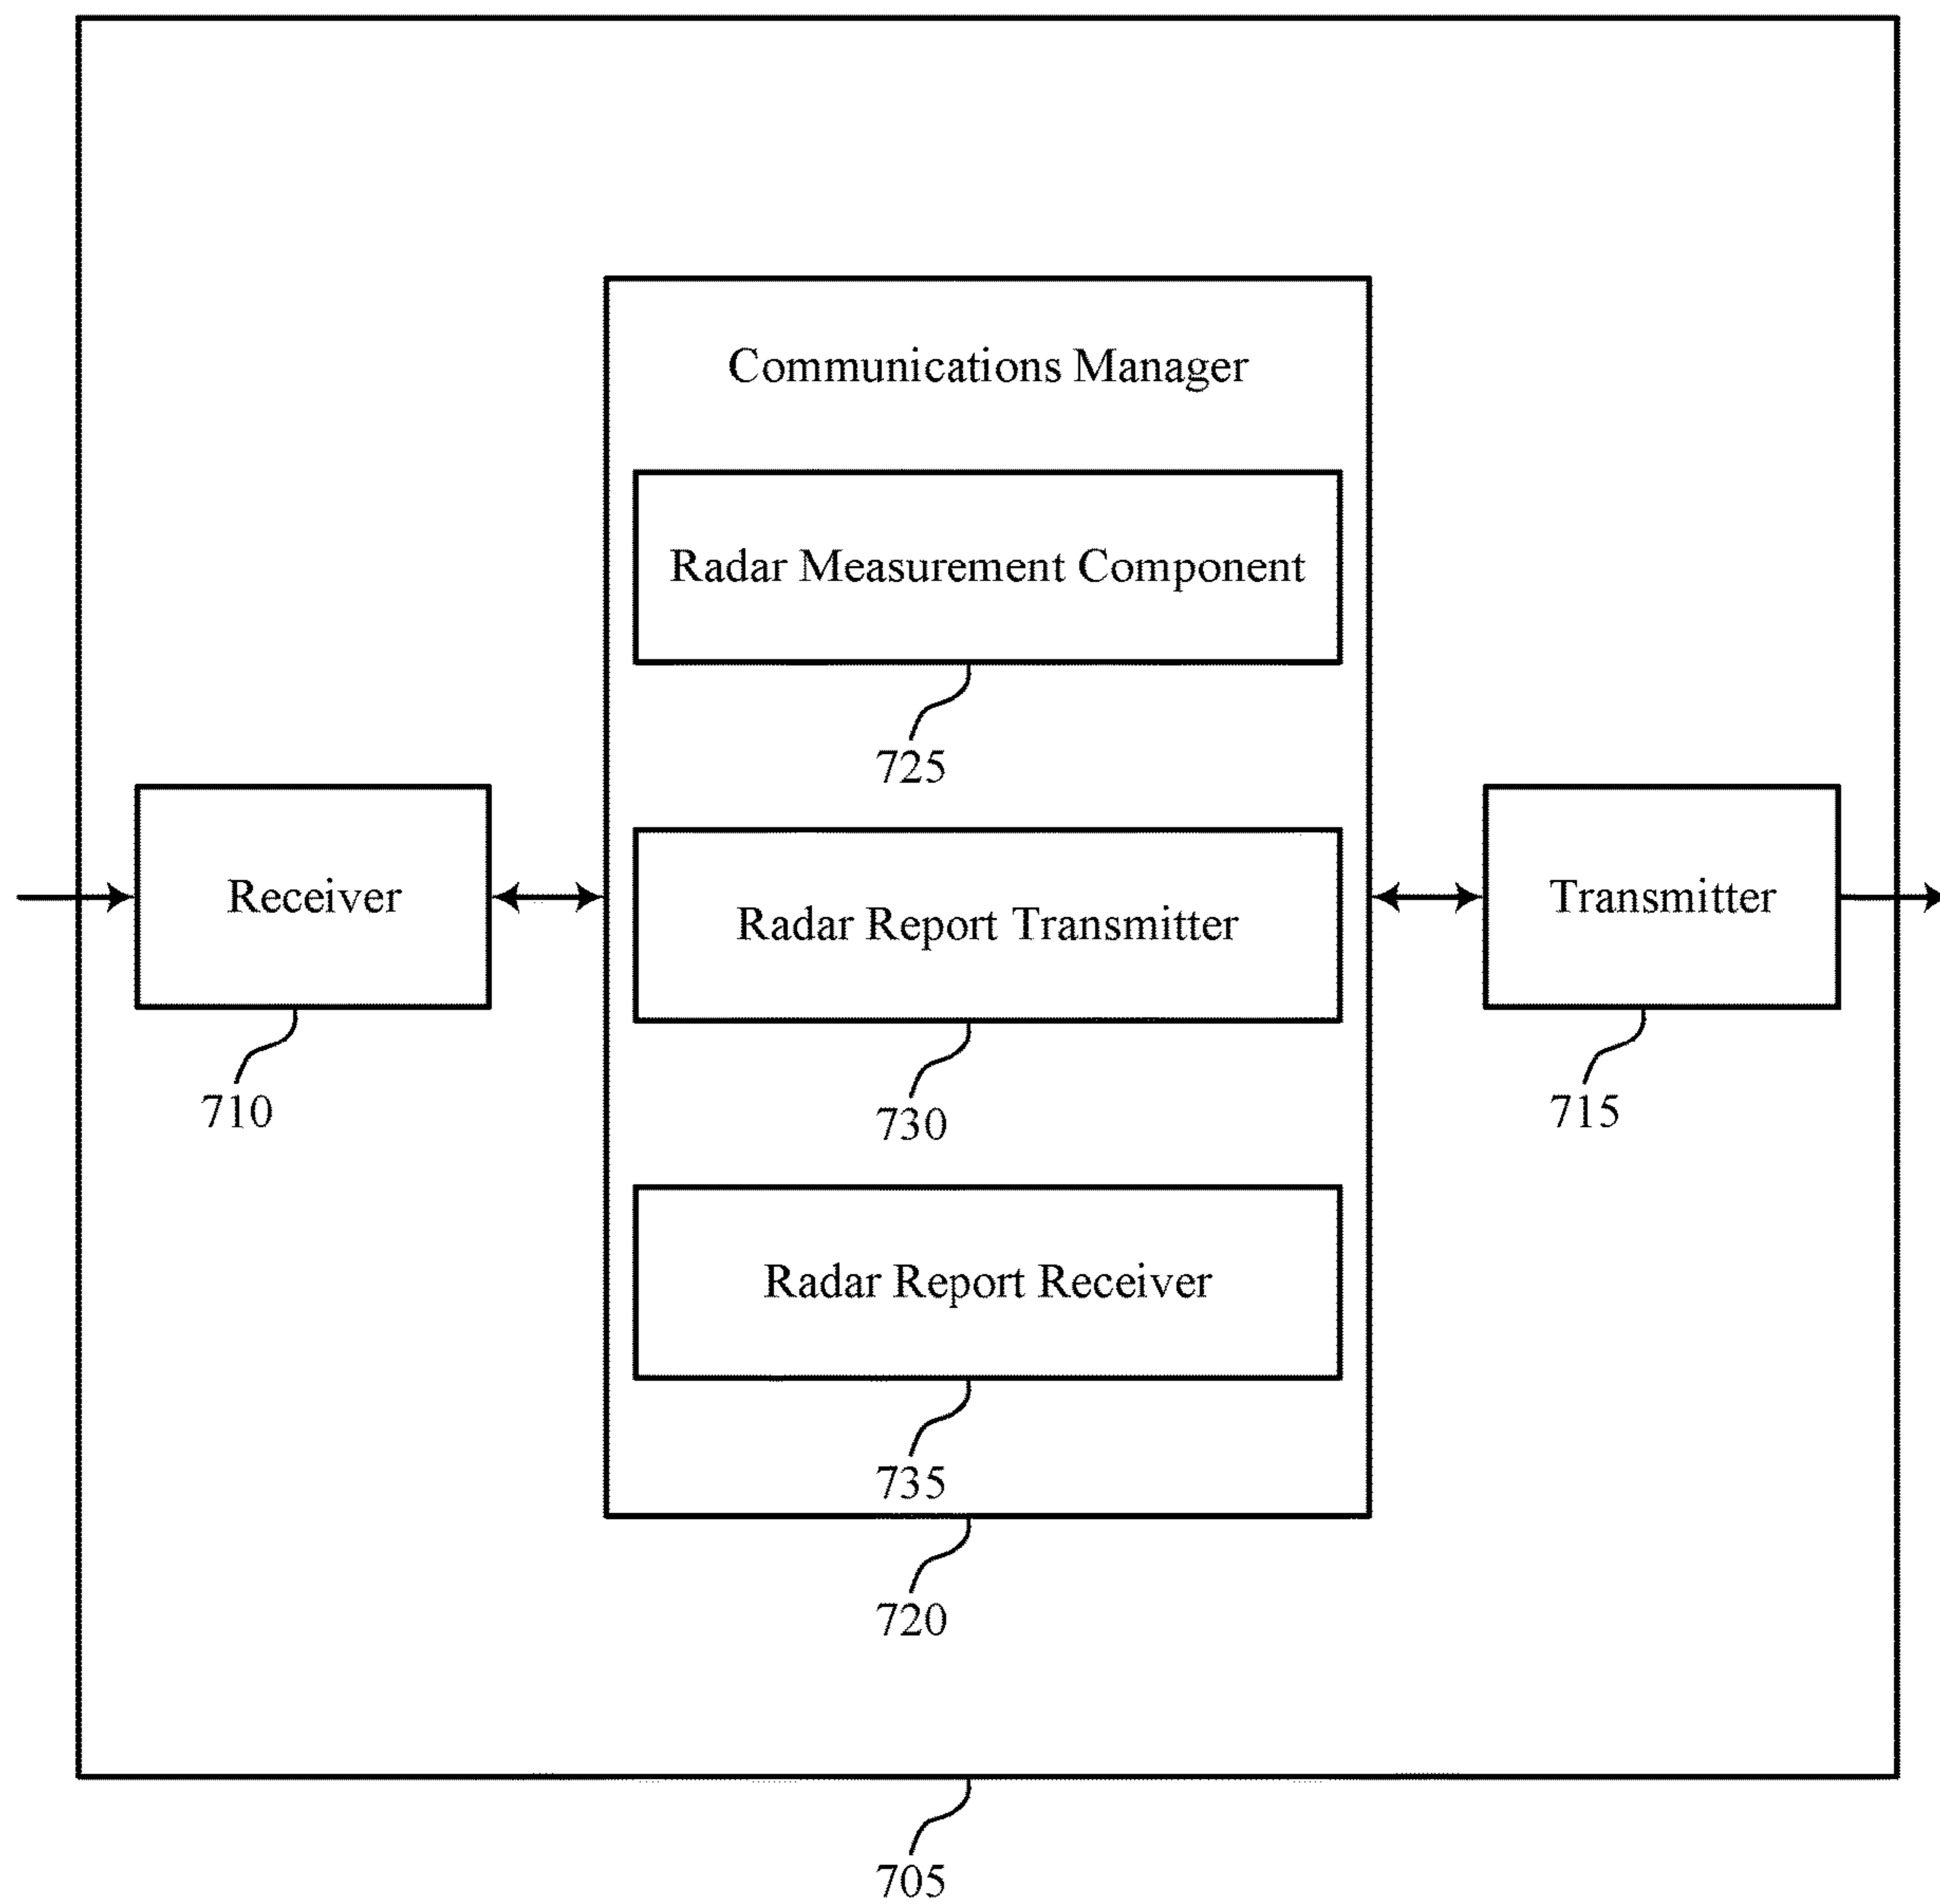 Communications Manager
Radar Measurement Component
725
Receiver
710
Radar Report Transmitter
730
Transmitter
715
Radar Report Receiver
735
720
705